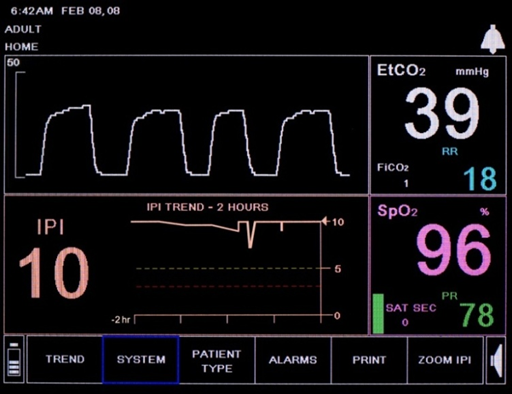 6:42AM FEB 08,08
ADULT
HOME
50
EtCO2 mmHg
39
RR
FiCO2
1
18
IPI
10
IPI TREND - 2 HOURS
10
5
0
-2hr
SpO2 %
96
PR
SAT SEC
0
78
TREND
SYSTEM
PATIENT
TYPE
ALARMS
PRINT
ZOOM IPI